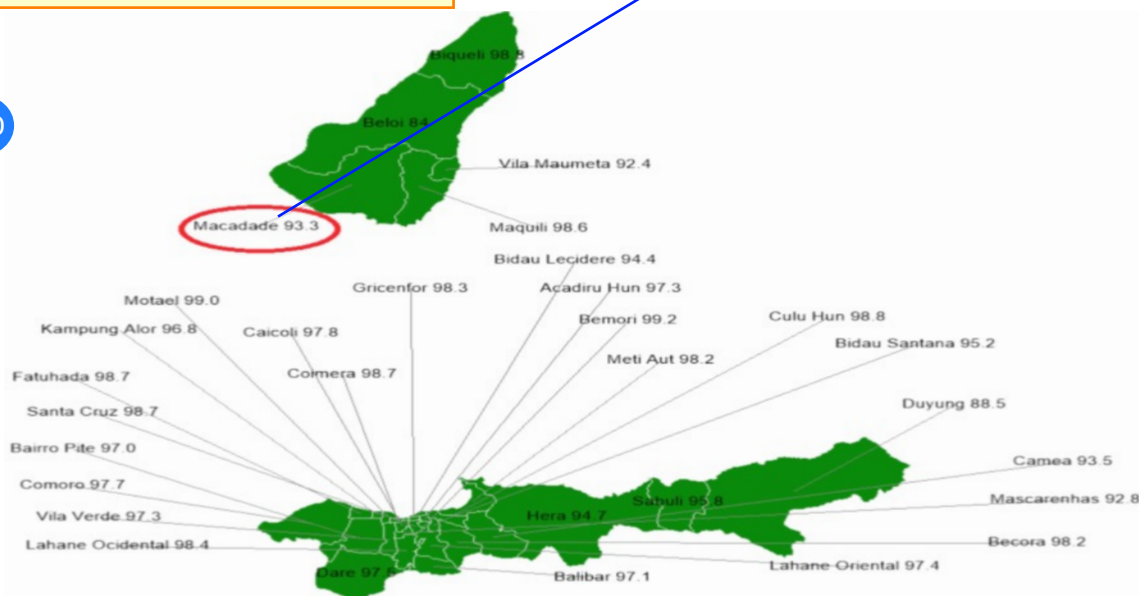 Biqueli 98.8
Beloi 84
Vila Maumeta 92.4
Macadade 93.3
Maquili 98.6
Bidau Lecidere 94.4
Gricenfor 98.3
Acadiru Hun 97.3
Motael 99.0
Bemori 99.2
Culu Hun 98.8
Kampung Alor 96.8
Caicoli 97.8
Bidau Santana 95.2
Meti Aut 98.2
Fatuhada 98.7
Coimera 98.7
Duyung 88.5
Santa Cruz 98.7
Bairro Pite 97.0
Camea 93.5
Comoro 97.7
Mascarenhas 92.8
Sabuli 95.8
Vila Verde 97.3
Hera 94.7
Becora 98.2
Lahane Ocidental 98.4
Lahane Oriental 97.4
Dare 97.5
Balibar 97.1